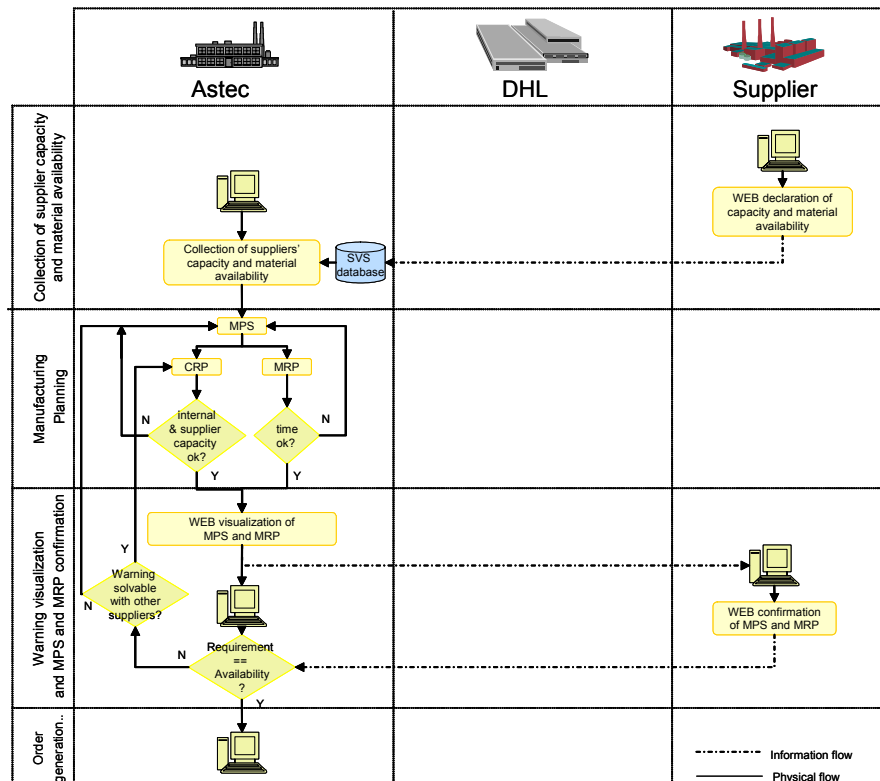 Astec
DHL
Supplier
Collection of supplier capacity
and material availability
WEB declaration of
capacity and material
availability
Collection of suppliers'
capacity and material
availability
SVS
database
Manufacturing
Planning
MPS
CRP
MRP
N
internal
& supplier
capacity
ok?
time
ok?
N
Y
Y
Warning visualization
and MPS and MRP confirmation
WEB visualization of
MPS and MRP
Y
Warning
solvable
with other
suppliers?
N
WEB confirmation
of MPS and MRP
N
Requirement
==
Availability
?
Y
Order
generation..
Information flow
Physical flow